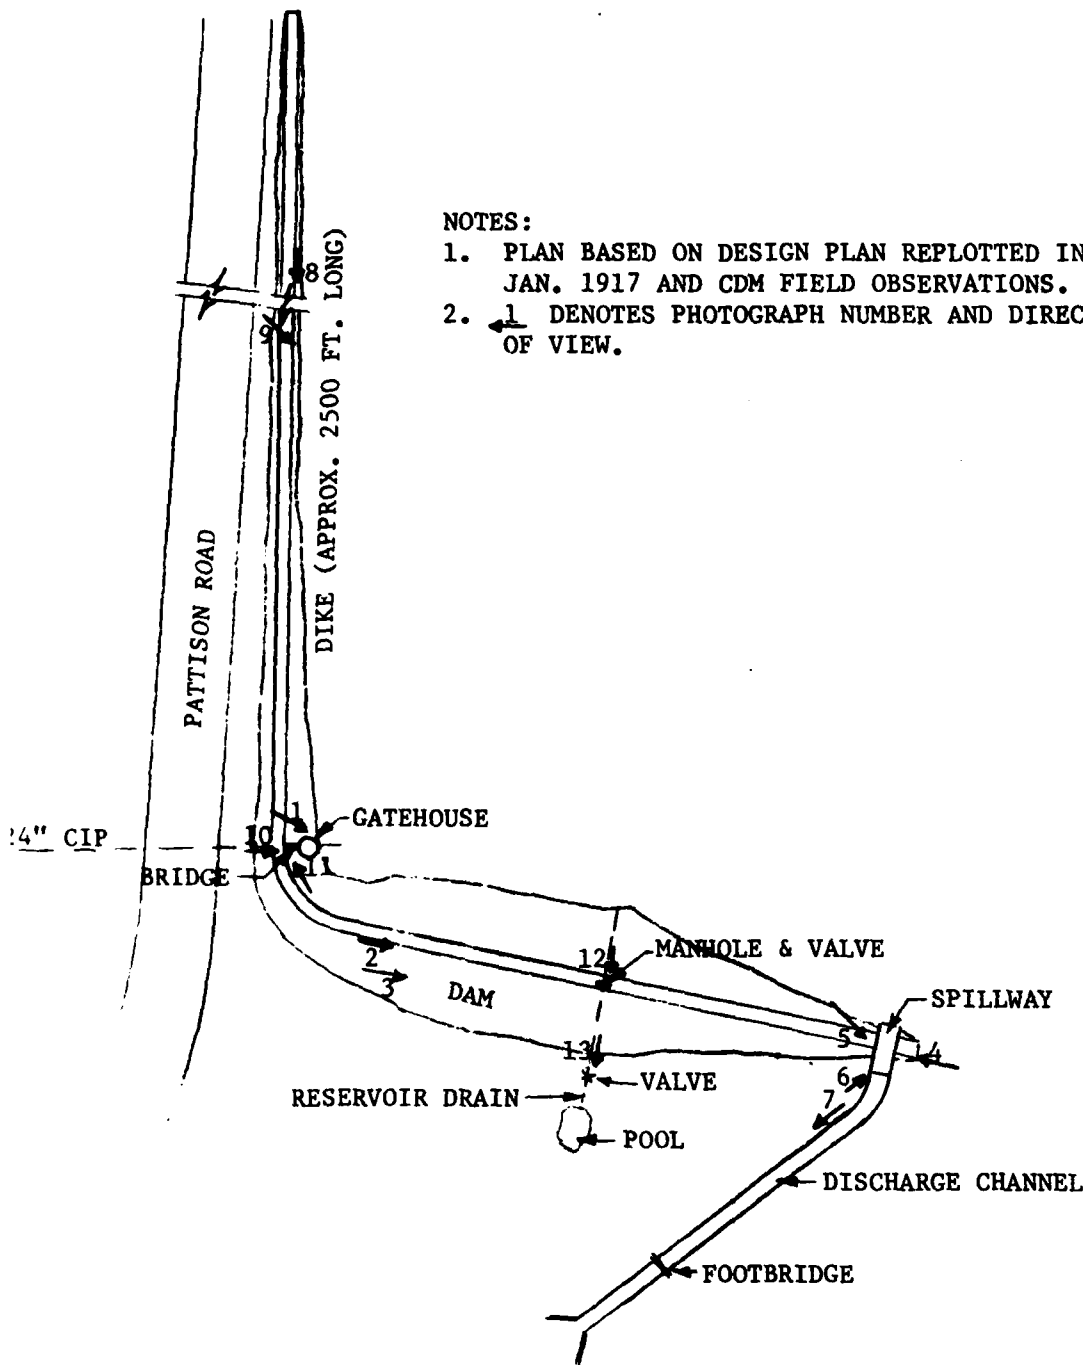 NOTES:
1. PLAN BASED ON DESIGN PLAN REPLOTTED IN
JAN. 1917 AND CDM FIELD OBSERVATIONS.
2. 1 DENOTES PHOTOGRAPH NUMBER AND DIREC
OF VIEW.
8
9
DIKE (APPROX. 2500 FT. LONG)
PATTISON ROAD
1
GATEHOUSE
10
4" CIP
BRIDGE
11
2
3
DAM
12
MANHOLE & VALVE
SPILLWAY
5
4
13
6
VALVE
7
RESERVOIR DRAIN
POOL
DISCHARGE CHANNEL
FOOTBRIDGE